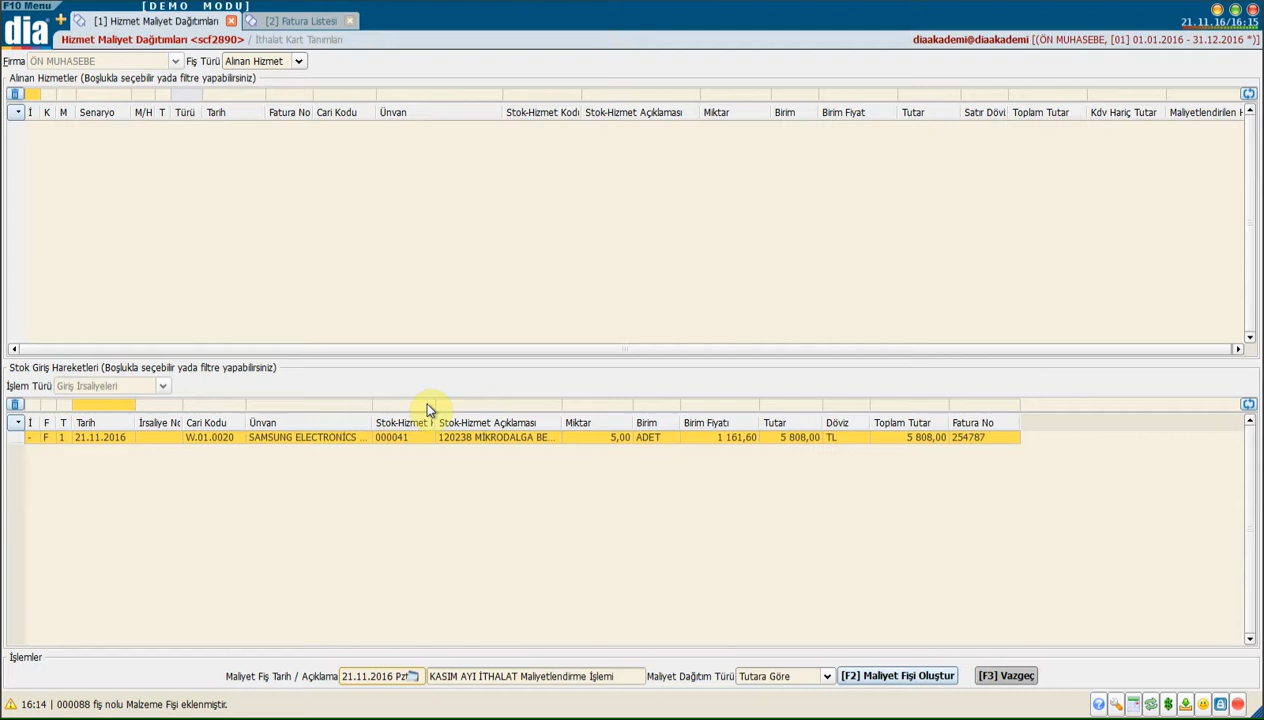 F10 Menu [ D E M O M O D U ]
dia [1] Hizmet Maliyet Dağıtımları [2] Fatura Listesi 21.11.16/16:15
Hizmet Maliyet Dağıtımları <scf2890> / İthalat Kart Tanımları diaakademi@diaakademi [(ÖN MUHASEBE, [01] 01.01.2016 - 31.12.2016 *)]
Firma ÖN MUHASEBE Fiş Türü Alınan Hizmet
Alınan Hizmetler (Boşlukla seçebilir yada filtre yapabilirsiniz)
İ K M Senaryo M/H T Türü Tarih Fatura No Cari Kodu Ünvan Stok-Hizmet Kodu Stok-Hizmet Açıklaması Miktar Birim Birim Fiyat Tutar Satır Dövi Toplam Tutar Kdv Hariç Tutar Maliyetlendirilen H
Stok Giriş Hareketleri (Boşlukla seçebilir yada filtre yapabilirsiniz)
İşlem Türü Giriş İrsaliyeleri
İ F T Tarih İrsaliye No Cari Kodu Ünvan Stok-Hizmet Stok-Hizmet Açıklaması Miktar Birim Birim Fiyatı Tutar Döviz Toplam Tutar Fatura No
- F 1 21.11.2016 W.01.0020 SAMSUNG ELECTRONİCS ... 000041 120238 MİKRODALGA BE... 5,00 ADET 1 161,60 5 808,00 TL 5 808,00 254787
İşlemler
Maliyet Fiş Tarih / Açıklama 21.11.2016 Pzt KASIM AYI İTHALAT Maliyetlendirme İşlemi Maliyet Dağıtım Türü Tutara Göre [F2] Maliyet Fişi Oluştur [F3] Vazgeç
16:14 | 000088 fiş nolu Malzeme Fişi eklenmiştir.